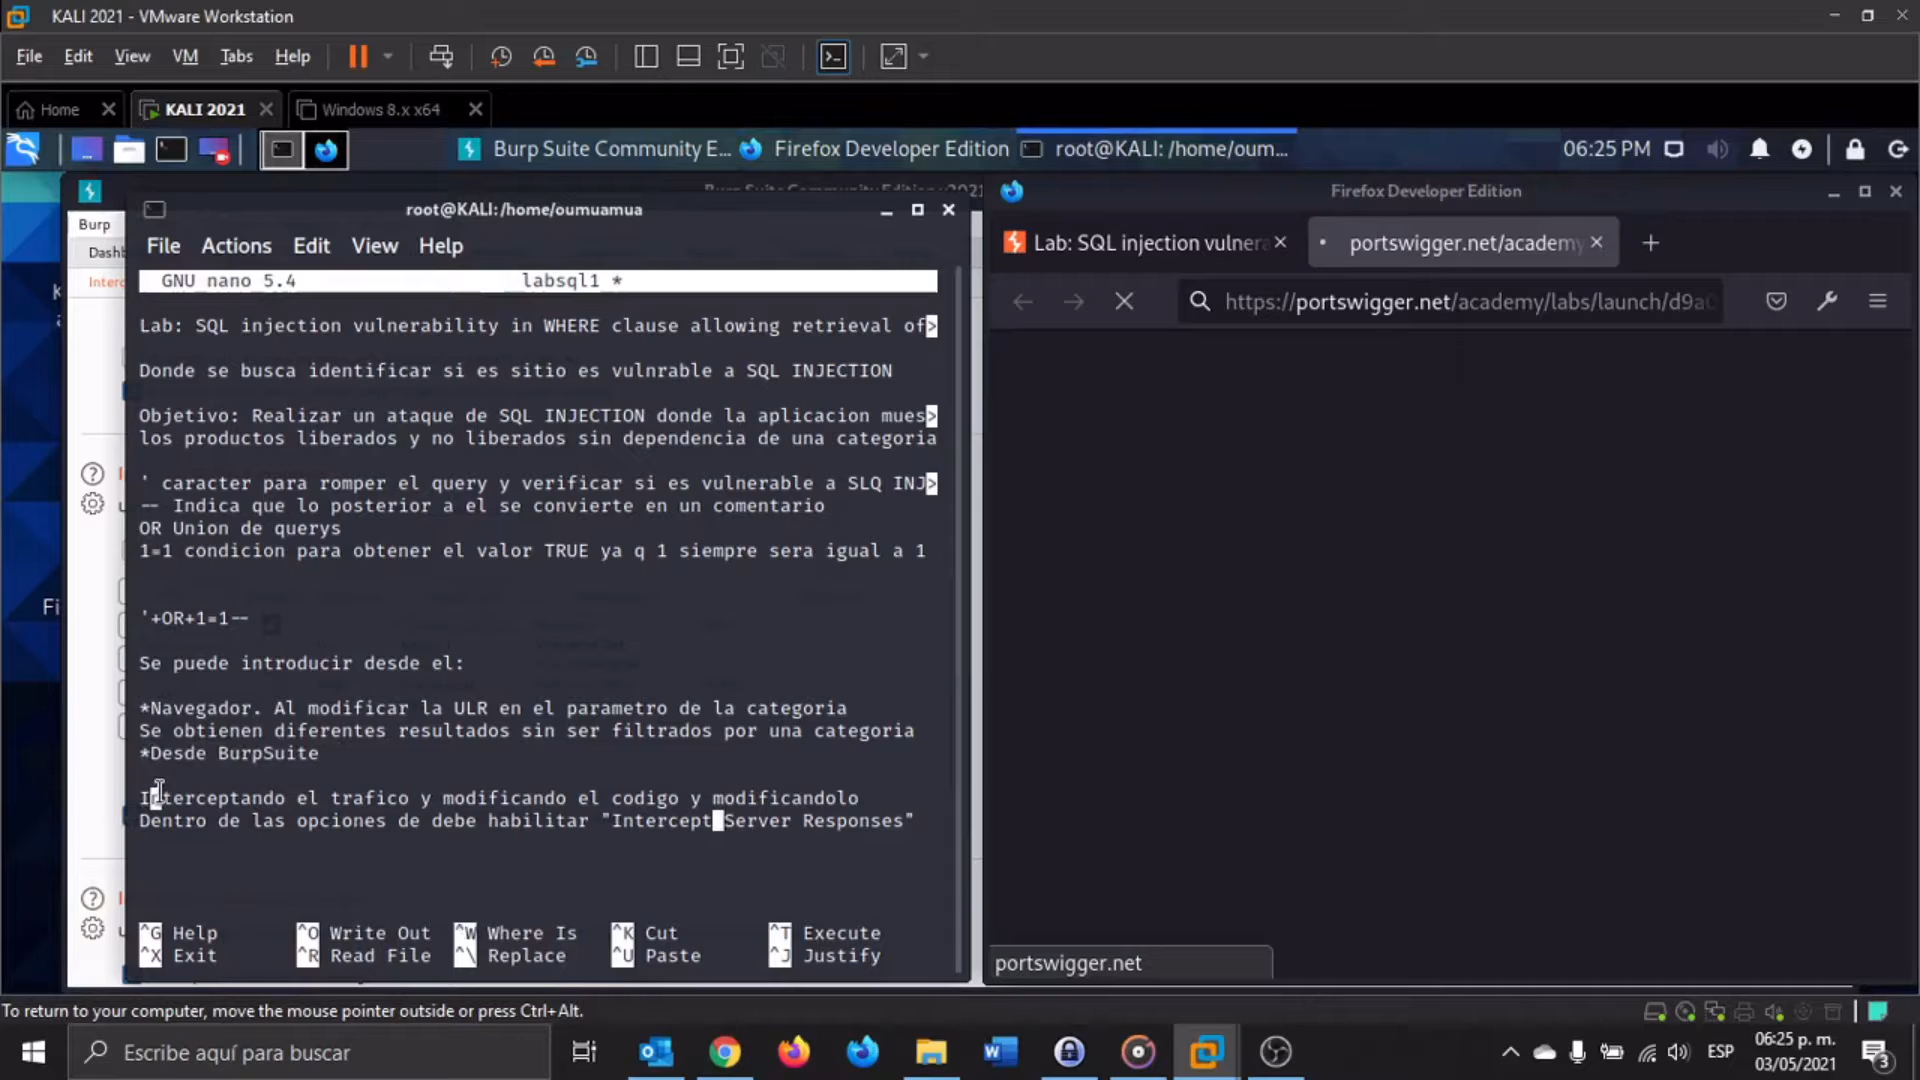 KALI 2021 - VMware Workstation
File Edit View VM Tabs Help
Home KALI 2021 Windows 8.x x64
Burp Suite Community E... Firefox Developer Edition root@KALI: /home/oum... 06:25 PM
Firefox Developer Edition
root@KALI:/home/oumuamua
Burp
Lab: SQL injection vulnera portswigger.net/academy
File Actions Edit View Help
Dashb
GNU nano 5.4 labsql1 *
Interc
https://portswigger.net/academy/labs/launch/d9a0
Lab: SQL injection vulnerability in WHERE clause allowing retrieval of>
Donde se busca identificar si es sitio es vulnrable a SQL INJECTION
Objetivo: Realizar un ataque de SQL INJECTION donde la aplicacion mues>
los productos liberados y no liberados sin dependencia de una categoria
' caracter para romper el query y verificar si es vulnerable a SLQ INJ>
-- Indica que lo posterior a el se convierte en un comentario
OR Union de querys
1=1 condicion para obtener el valor TRUE ya q 1 siempre sera igual a 1
Fi
'+OR+1=1--
Se puede introducir desde el:
*Navegador. Al modificar la ULR en el parametro de la categoria
Se obtienen diferentes resultados sin ser filtrados por una categoria
*Desde BurpSuite
Interceptando el trafico y modificando el codigo y modificandolo
Dentro de las opciones de debe habilitar "Intercept Server Responses"
^G Help ^O Write Out ^W Where Is ^K Cut ^T Execute
^X Exit ^R Read File ^\ Replace ^U Paste ^J Justify
portswigger.net
To return to your computer, move the mouse pointer outside or press Ctrl+Alt.
Escribe aquí para buscar
ESP
06:25 p. m.
03/05/2021
3